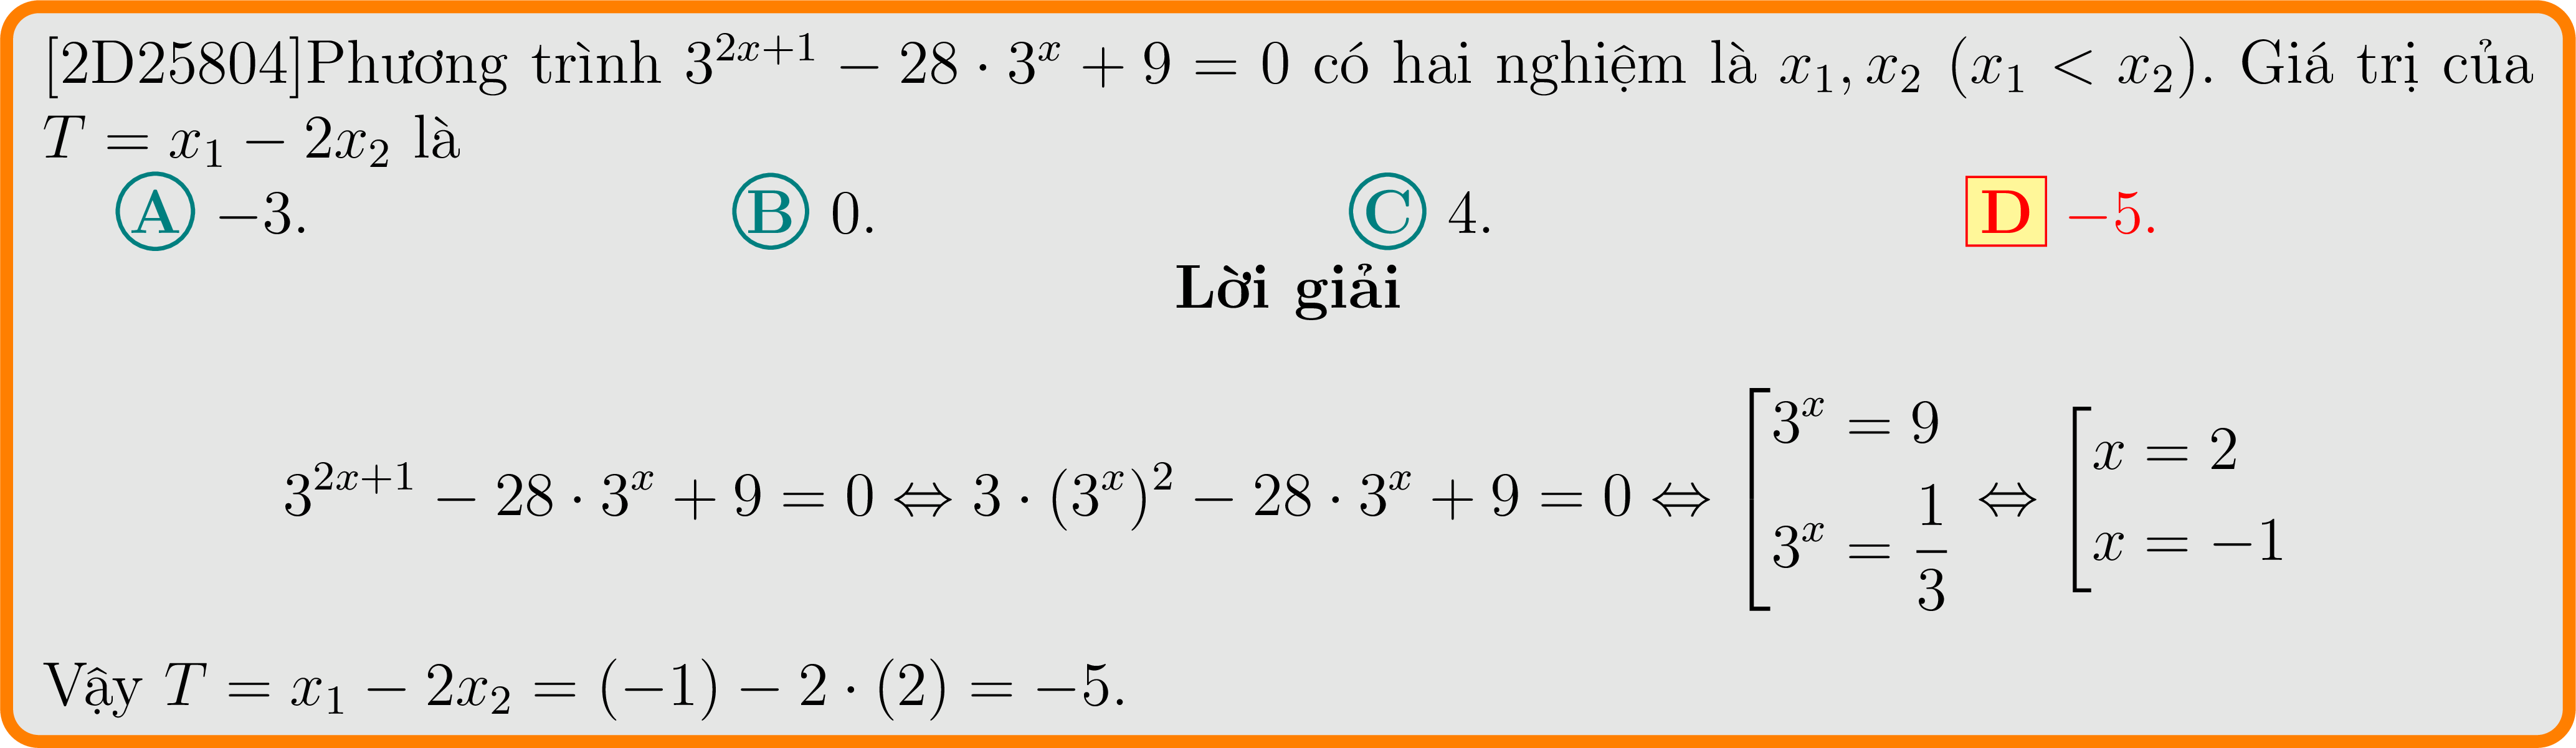 [2D25804]Phương trình $3^{2x+1} - 28 \cdot 3^x + 9 = 0$ có hai nghiệm là $x_1, x_2$ $(x_1 < x_2)$. Giá trị của
$T = x_1 - 2x_2$ là
A −3. B 0. C 4. D −5.
Lời giải
$3^{2x+1} - 28 \cdot 3^x + 9 = 0 \Leftrightarrow 3 \cdot (3^x)^2 - 28 \cdot 3^x + 9 = 0 \Leftrightarrow \left[\begin{array}{l} 3^x = 9 \\ 3^x = \dfrac{1}{3} \end{array}\right. \Leftrightarrow \left[\begin{array}{l} x = 2 \\ x = -1 \end{array}\right.$
Vậy $T = x_1 - 2x_2 = (-1) - 2 \cdot (2) = -5$.